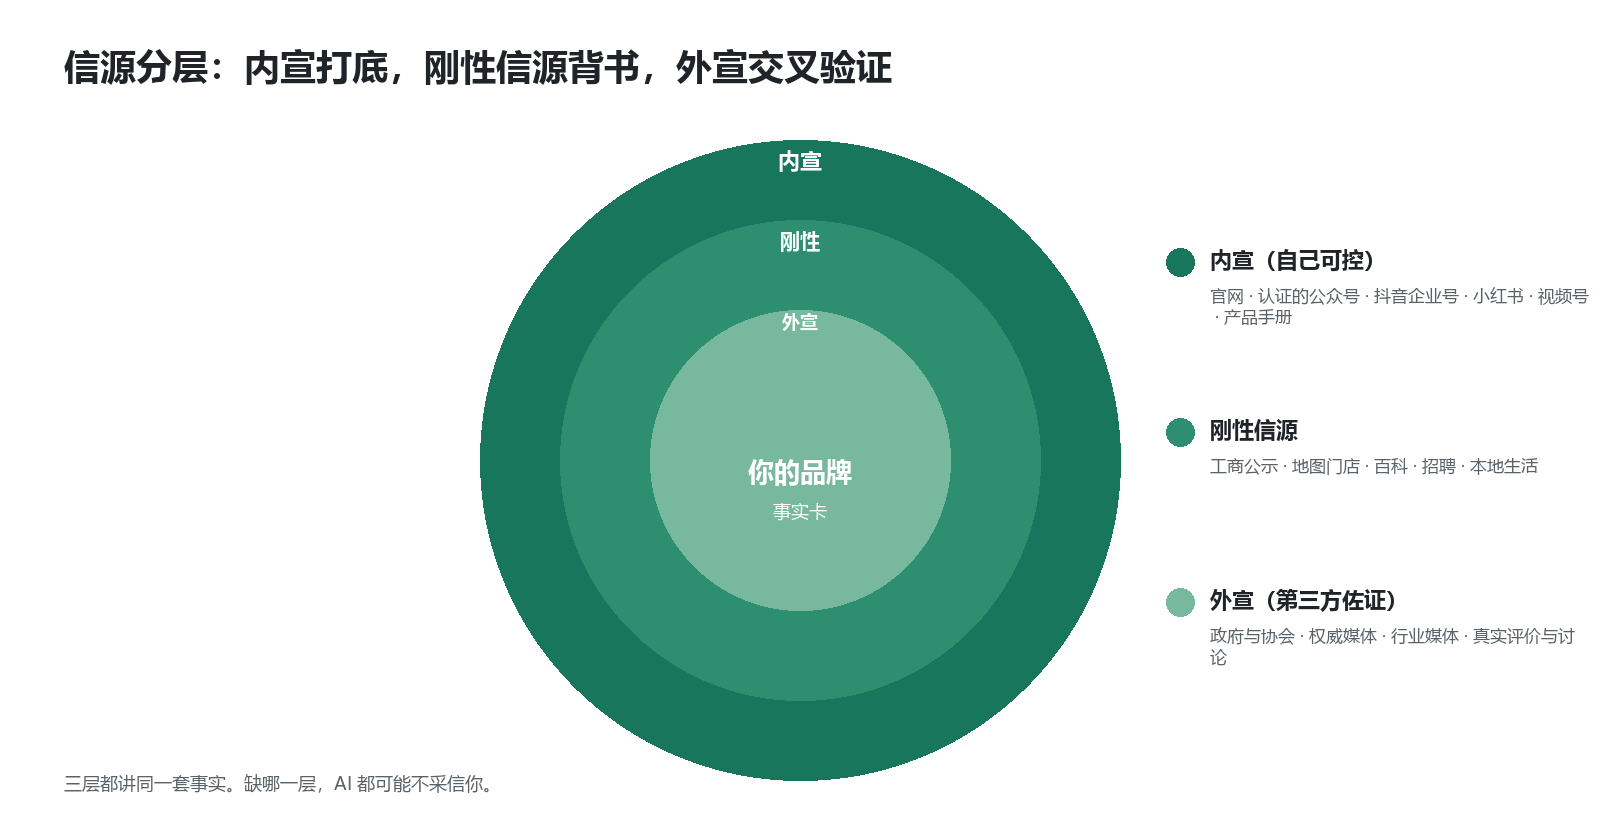 信源分层：内宣打底，刚性信源背书，外宣交叉验证
内宣
刚性
外宣
你的品牌
事实卡
内宣（自己可控）
官网 · 认证的公众号 · 抖音企业号 · 小红书 · 视频号
· 产品手册
刚性信源
工商公示 · 地图门店 · 百科 · 招聘 · 本地生活
外宣（第三方佐证）
政府与协会 · 权威媒体 · 行业媒体 · 真实评价与讨
论
三层都讲同一套事实。缺哪一层，AI 都可能不采信你。